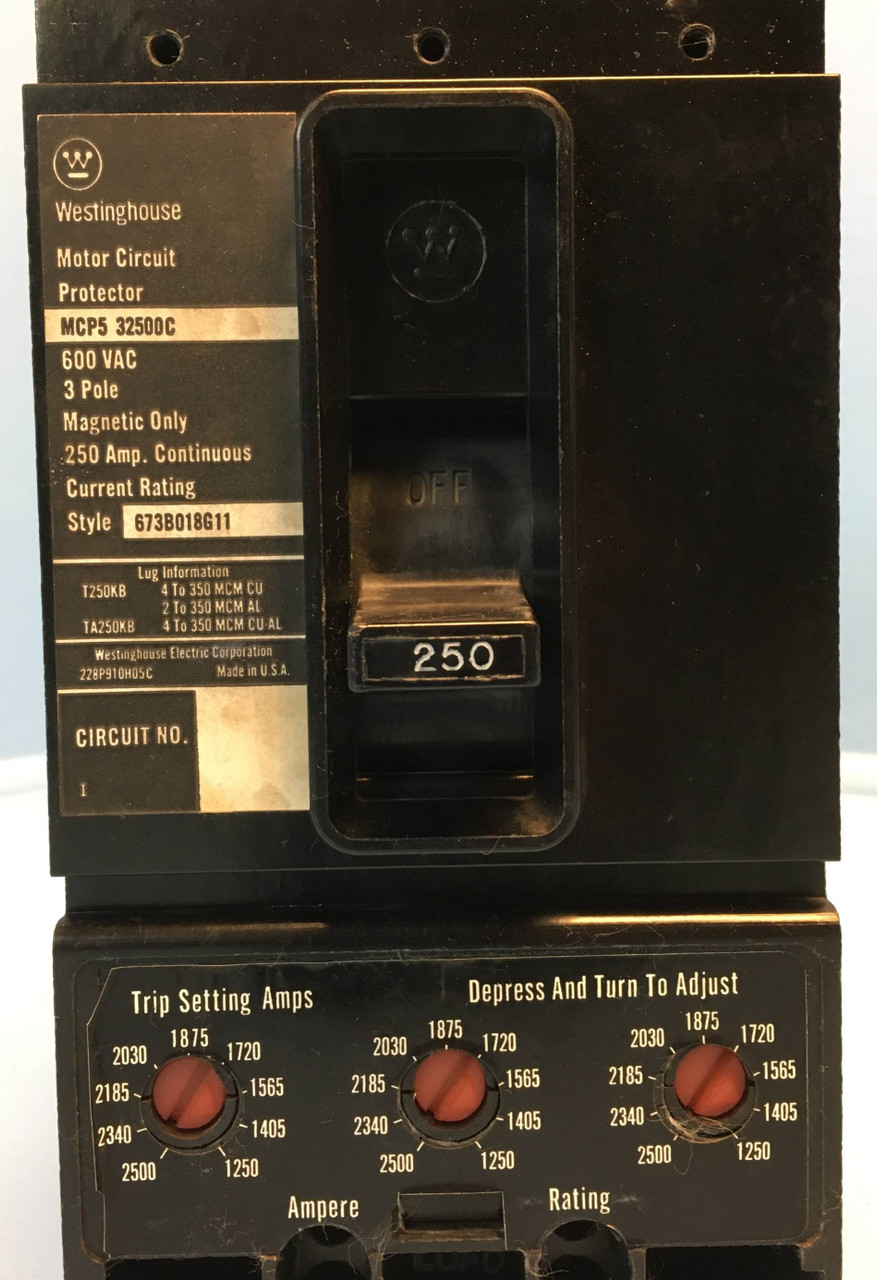 W
Westinghouse
Motor Circuit
Protector
MCP5 32500C
600 VAC
3 Pole
Magnetic Only
250 Amp. Continuous
Current Rating
Style 673B018G11
Lug Information
T250KB 4 To 350 MCM CU
2 To 350 MCM AL
TA250KB 4 To 350 MCM CU-AL
Westinghouse Electric Corporation
228P910H05C Made in U.S.A.
CIRCUIT NO.
I
W
OFF
250
Trip Setting Amps
Depress And Turn To Adjust
1875
2030 1720
2185 1565
2340 1405
2500 1250
1875
2030 1720
2185 1565
2340 1405
2500 1250
1875
2030 1720
2185 1565
2340 1405
2500 1250
Ampere Rating
LOAD